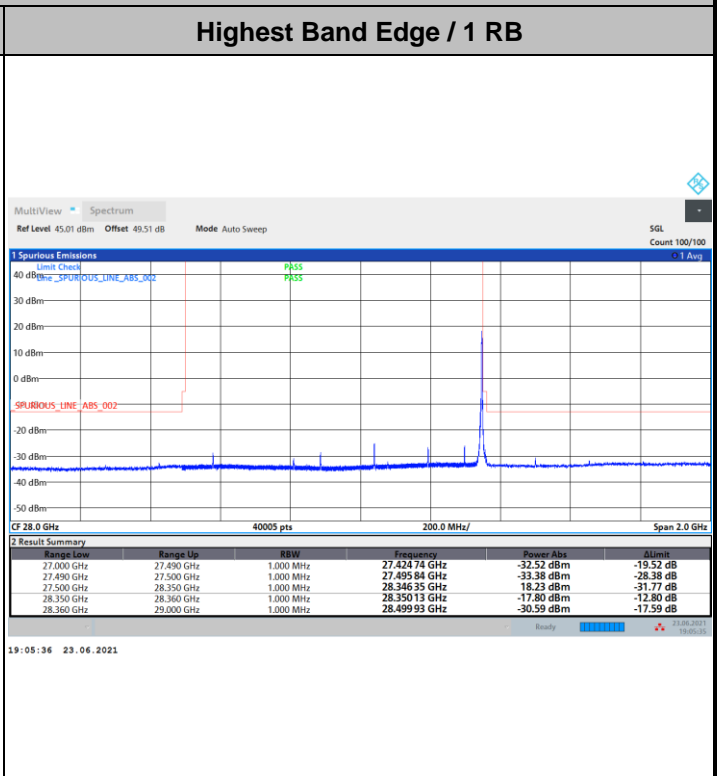 Highest Band Edge / 1 RB
MultiView Spectrum
Ref Level 45.01 dBm Offset 49.51 dB Mode Auto Sweep SGL
Count 100/100
1 Spurious Emissions 1 Avg
Limit Check PASS
40 dBm Line _SPURIOUS_LINE_ABS_002 PASS
30 dBm
20 dBm
10 dBm
0 dBm
_SPURIOUS_LINE_ABS_002
-20 dBm
-30 dBm
-40 dBm
-50 dBm
CF 28.0 GHz 40005 pts 200.0 MHz/ Span 2.0 GHz
2 Result Summary
Range Low Range Up RBW Frequency Power Abs ΔLimit
27.000 GHz 27.490 GHz 1.000 MHz 27.424 74 GHz -32.52 dBm -19.52 dB
27.490 GHz 27.500 GHz 1.000 MHz 27.495 84 GHz -33.38 dBm -28.38 dB
27.500 GHz 28.350 GHz 1.000 MHz 28.346 35 GHz 18.23 dBm -31.77 dB
28.350 GHz 28.360 GHz 1.000 MHz 28.350 13 GHz -17.80 dBm -12.80 dB
28.360 GHz 29.000 GHz 1.000 MHz 28.499 93 GHz -30.59 dBm -17.59 dB
Ready 23.06.2021
19:05:35
19:05:36 23.06.2021